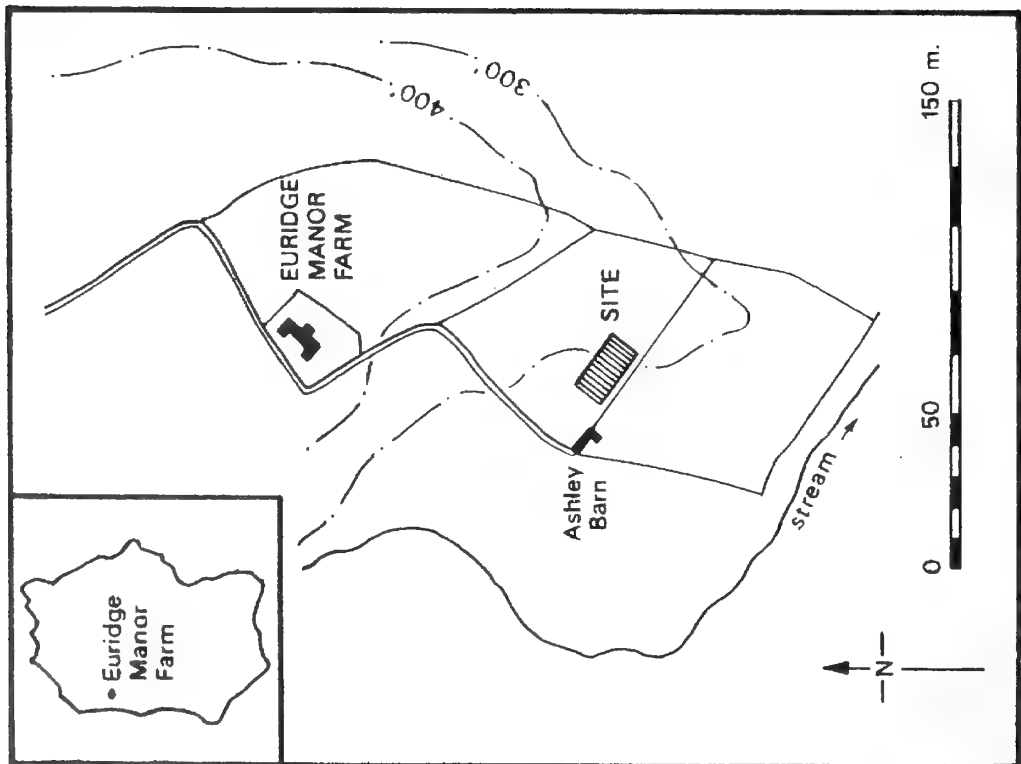 Euridge
Manor
Farm
EURIDGE
MANOR
FARM
400'
300'
SITE
Ashley
Barn
stream
N
0
50
150 m.